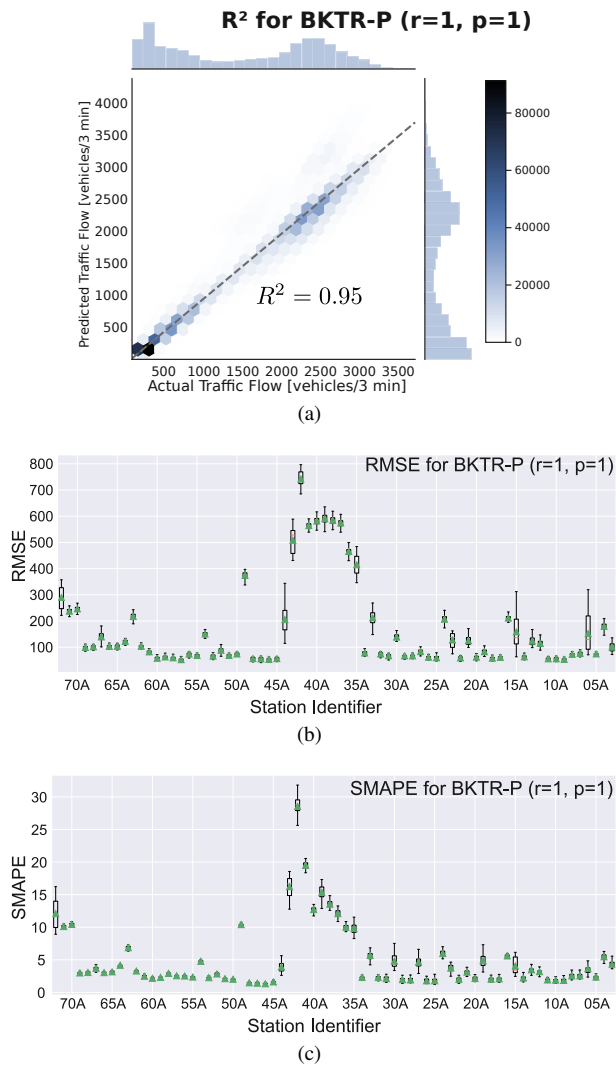 R² for BKTR-P (r=1, p=1)
4000
3500
3000
2500
2000
1500
1000
500
Predicted Traffic Flow [vehicles/3 min]
R² = 0.95
500 1000 1500 2000 2500 3000 3500
Actual Traffic Flow [vehicles/3 min]
80000
60000
40000
20000
0
(a)
RMSE for BKTR-P (r=1, p=1)
800
700
600
500
400
300
200
100
RMSE
70A 65A 60A 55A 50A 45A 40A 35A 30A 25A 20A 15A 10A 05A
Station Identifier
(b)
SMAPE for BKTR-P (r=1, p=1)
30
25
20
15
10
5
0
SMAPE
70A 65A 60A 55A 50A 45A 40A 35A 30A 25A 20A 15A 10A 05A
Station Identifier
(c)